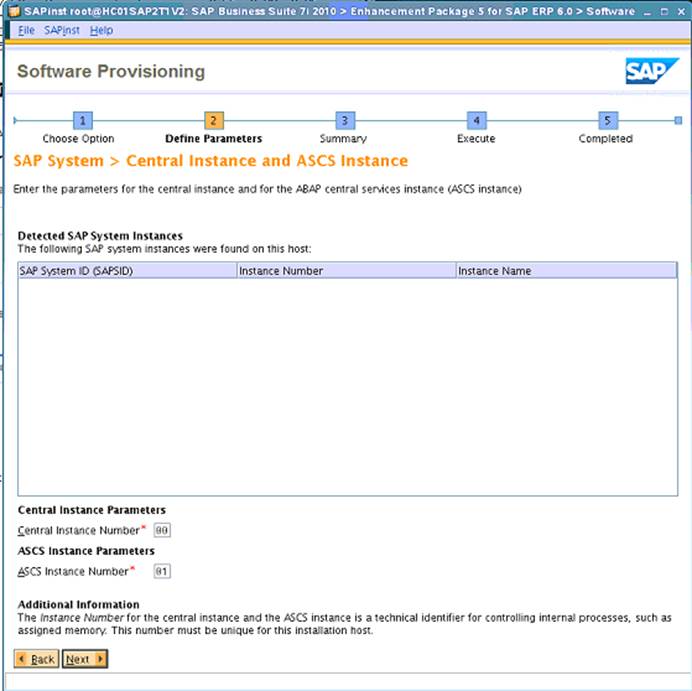 SAPinst root@HC01SAP2T1V2: SAP Business Suite 7i 2010 > Enhancement Package 5 for SAP ERP 6.0 > Software
File SAPinst Help
Software Provisioning
SAP
1 2 3 4 5
Choose Option Define Parameters Summary Execute Completed
SAP System > Central Instance and ASCS Instance
Enter the parameters for the central instance and for the ABAP central services instance (ASCS instance)
Detected SAP System Instances
The following SAP system instances were found on this host:
SAP System ID (SAPSID) Instance Number Instance Name
Central Instance Parameters
Central Instance Number* 00
ASCS Instance Parameters
ASCS Instance Number* 01
Additional Information
The Instance Number for the central instance and the ASCS instance is a technical identifier for controlling internal processes, such as
assigned memory. This number must be unique for this installation host.
Back Next